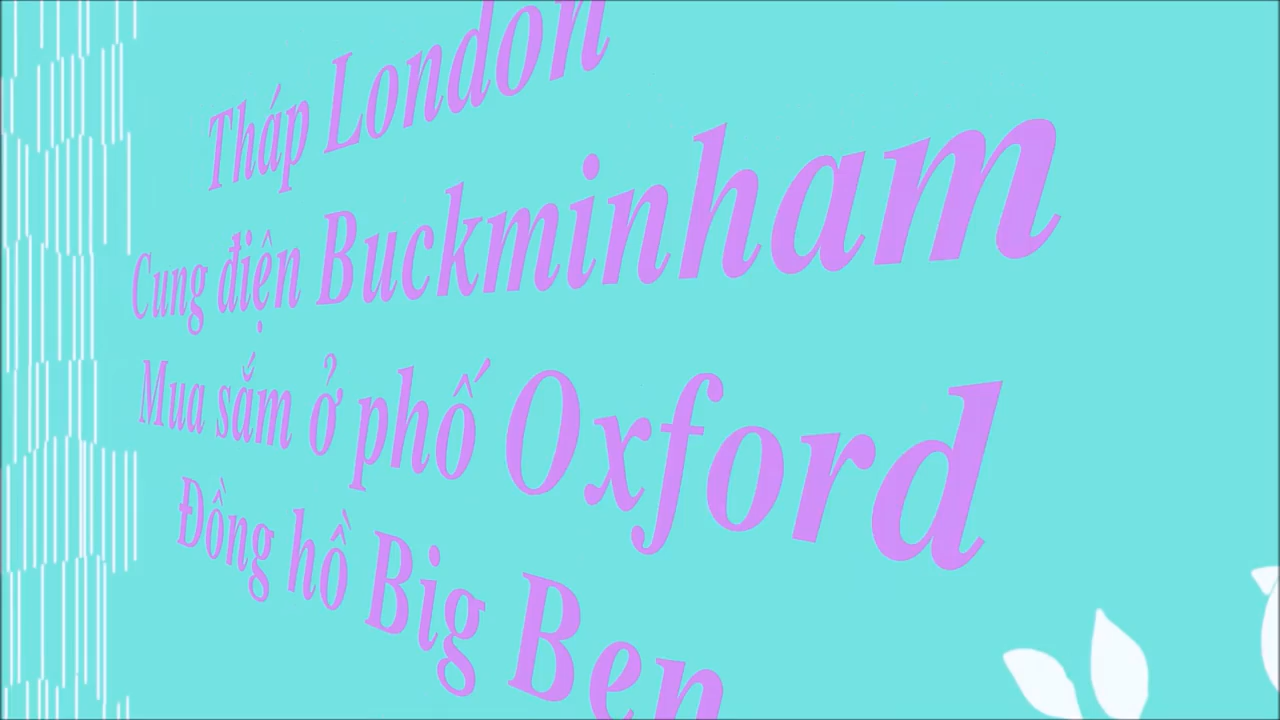 Tháp London
Cung điện Buckminham
Mua sắm ở phố Oxford
Đồng hồ Big Ben